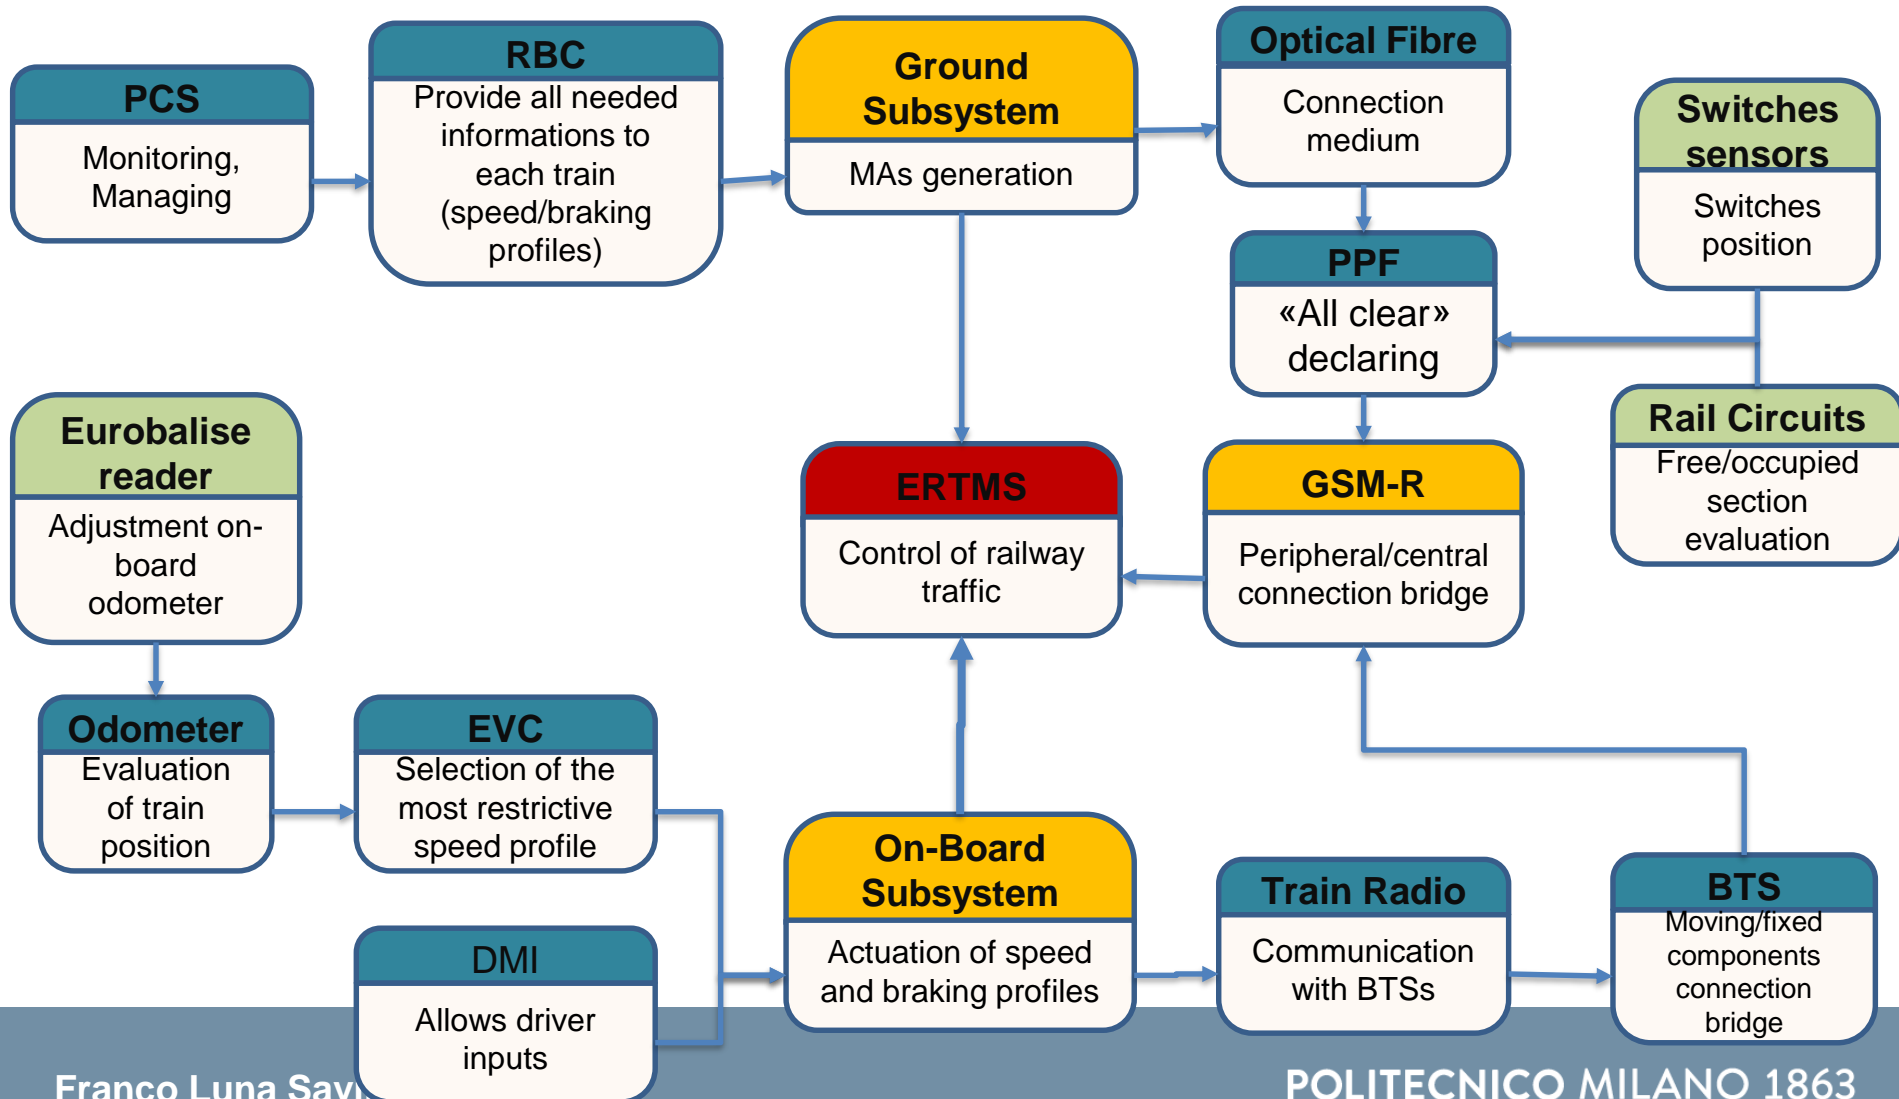 PCS
Monitoring,
Managing
RBC
Provide all needed
informations to
each train
(speed/braking
profiles)
Ground
Subsystem
MAs generation
Optical Fibre
Connection
medium
Switches
sensors
Switches
position
PPF
«All clear»
declaring
Rail Circuits
Free/occupied
section
evaluation
Eurobalise
reader
Adjustment on-
board
odometer
ERTMS
Control of railway
traffic
GSM-R
Peripheral/central
connection bridge
Odometer
Evaluation
of train
position
EVC
Selection of the
most restrictive
speed profile
On-Board
Subsystem
Actuation of speed
and braking profiles
Train Radio
Communication
with BTSs
BTS
Moving/fixed
components
connection
bridge
DMI
Allows driver
inputs
Franco Luna
POLITECNICO MILANO 1863